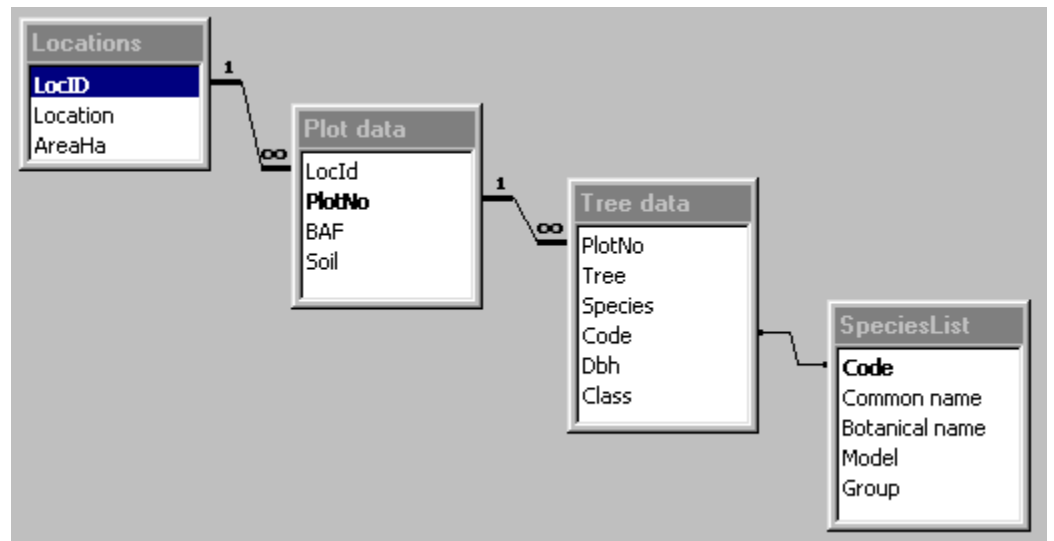 Locations
LocID
Location
AreaHa
1
∞
Plot data
LocId
PlotNo
BAF
Soil
1
∞
Tree data
PlotNo
Tree
Species
Code
Dbh
Class
SpeciesList
Code
Common name
Botanical name
Model
Group